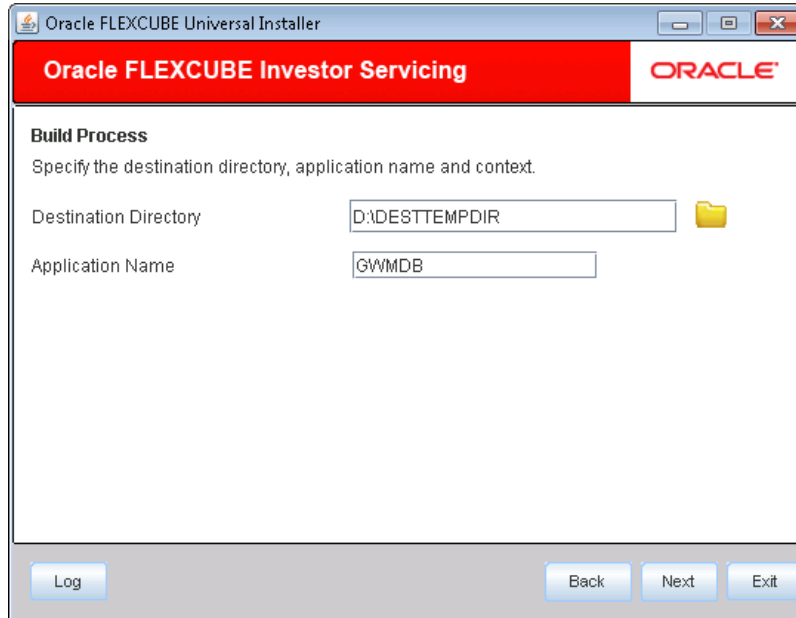 Oracle FLEXCUBE Universal Installer
Oracle FLEXCUBE Investor Servicing
ORACLE
Build Process
Specify the destination directory, application name and context.
Destination Directory D:\DESTTEMPDIR
Application Name GWMDB
Log Back Next Exit